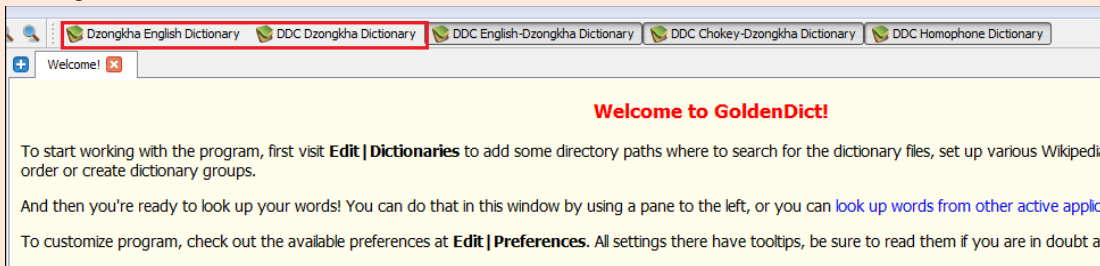 Dzongkha English Dictionary DDC Dzongkha Dictionary DDC English-Dzongkha Dictionary DDC Chokey-Dzongkha Dictionary DDC Homophone Dictionary
Welcome!
Welcome to GoldenDict!
To start working with the program, first visit Edit|Dictionaries to add some directory paths where to search for the dictionary files, set up various
order or create dictionary groups.
And then you're ready to look up your words! You can do that in this window by using a pane to the left, or you can look up words from other active
To customize program, check out the available preferences at Edit|Preferences. All settings there have tooltips, be sure to read them if you are in doubt